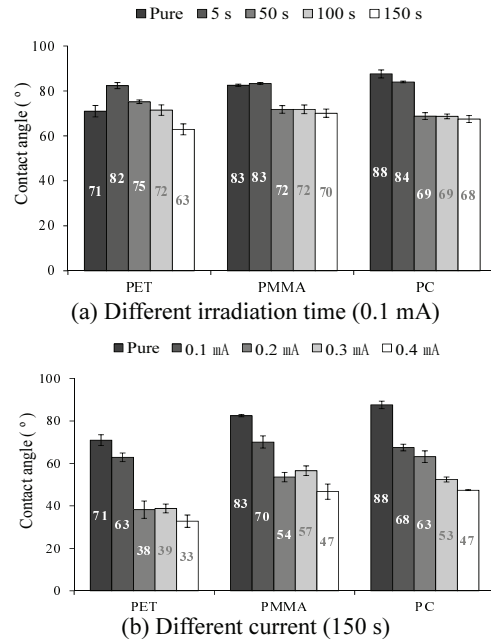 Pure 5 s 50 s 100 s 150 s
100
80
60
40
20
0
Contact angle ( º )
71 82 75 72 63
83 83 72 72 70
88 84 69 69 68
PET PMMA PC
(a) Different irradiation time (0.1 mA)
Pure 0.1 ㎃ 0.2 ㎃ 0.3 ㎃ 0.4 ㎃
100
80
60
40
20
0
Contact angle ( º )
71 63 38 39 33
83 70 54 57 47
88 68 63 53 47
PET PMMA PC
(b) Different current (150 s)